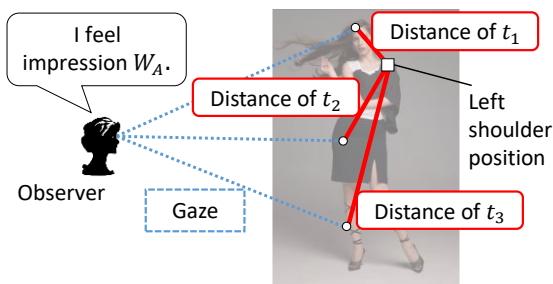 I feel
impression W_A.
Distance of t_1
Distance of t_2
Left
shoulder
position
Observer
Gaze
Distance of t_3